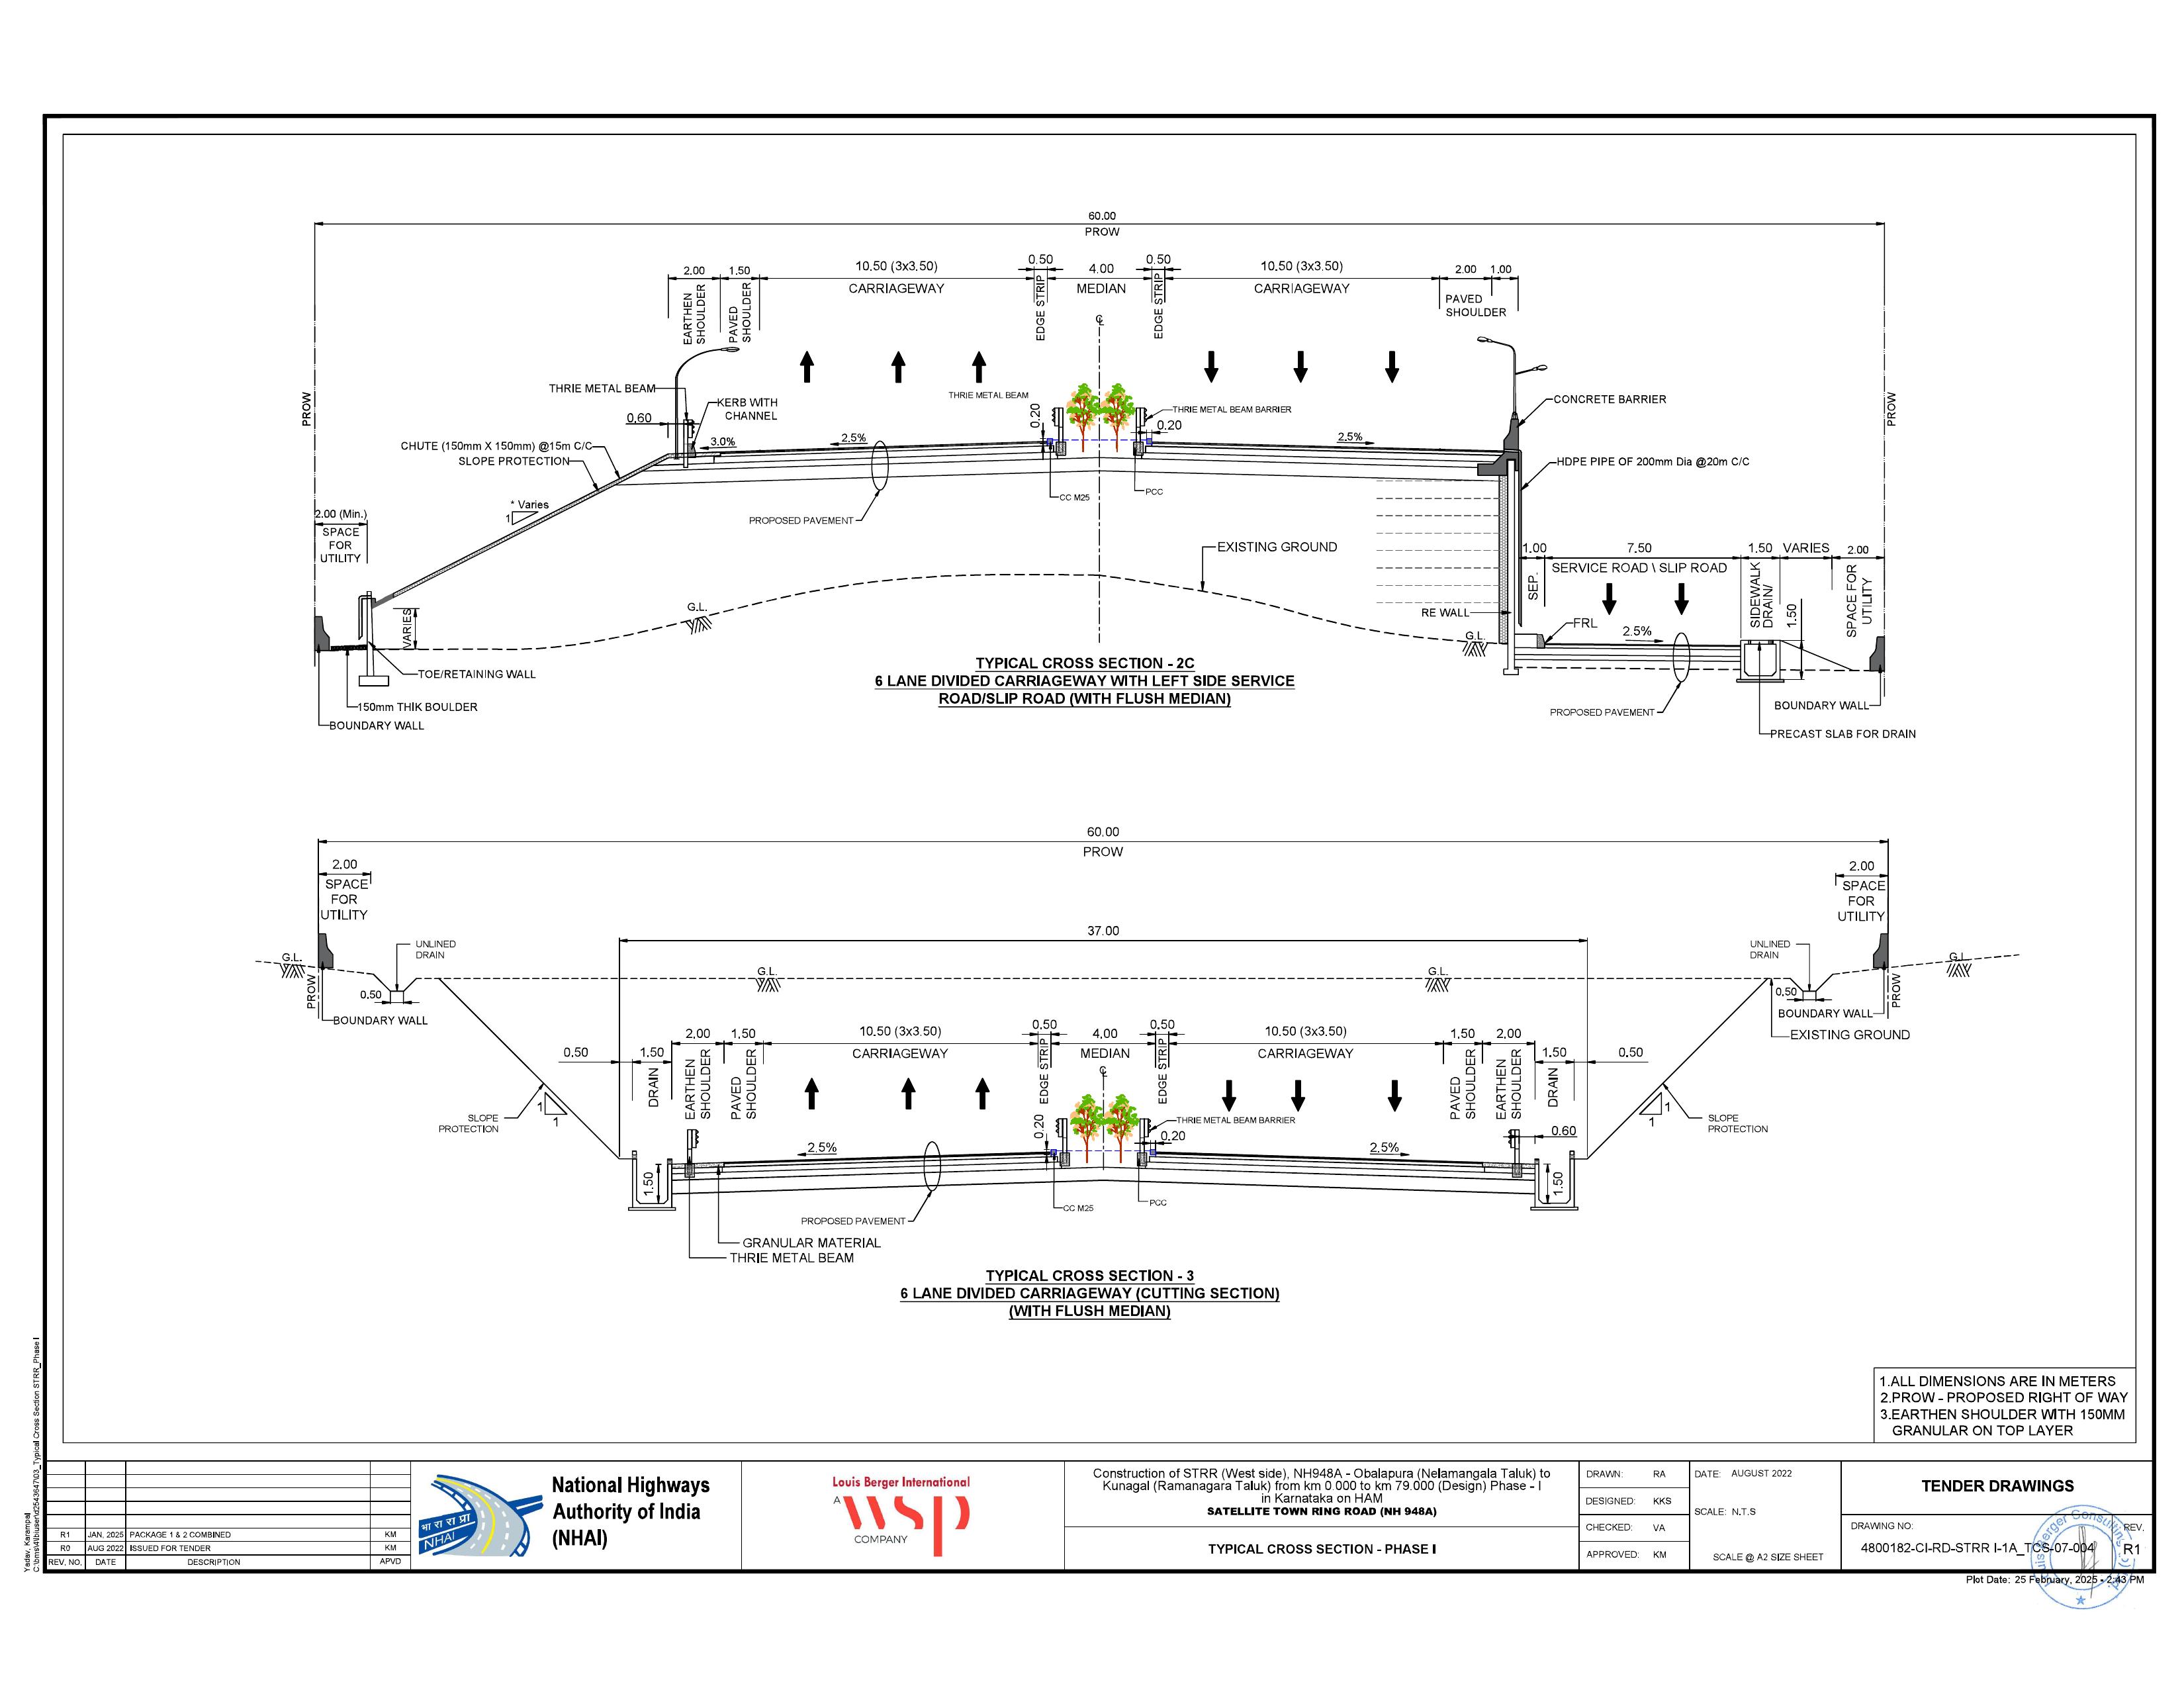 60.00
PROW
2.00
1.50
10.50 (3x3.50)
0.50
4.00
0.50
10.50 (3x3.50)
2.00
1.00
EARTHEN
SHOULDER
PAVED
SHOULDER
CARRIAGEWAY
EDGE STRIP
MEDIAN
EDGE STRIP
CARRIAGEWAY
PAVED
SHOULDER
℄
PROW
PROW
THRIE METAL BEAM
KERB WITH
CHANNEL
0.60
THRIE METAL BEAM
0.20
THRIE METAL BEAM BARRIER
0.20
CONCRETE BARRIER
3.0%
2.5%
2.5%
CHUTE (150mm X 150mm) @15m C/C
SLOPE PROTECTION
HDPE PIPE OF 200mm Dia @20m C/C
CC M25
PCC
* Varies
1
PROPOSED PAVEMENT
2.00 (Min.)
SPACE
FOR
UTILITY
EXISTING GROUND
1.00
7.50
1.50
VARIES
2.00
SEP.
SERVICE ROAD \ SLIP ROAD
SIDEWALK
DRAIN/
1.50
SPACE FOR
UTILITY
G.L.
VARIES
RE WALL
G.L.
FRL
2.5%
TOE/RETAINING WALL
150mm THIK BOULDER
BOUNDARY WALL
TYPICAL CROSS SECTION - 2C
6 LANE DIVIDED CARRIAGEWAY WITH LEFT SIDE SERVICE
ROAD/SLIP ROAD (WITH FLUSH MEDIAN)
PROPOSED PAVEMENT
BOUNDARY WALL
PRECAST SLAB FOR DRAIN
60.00
PROW
2.00
SPACE
FOR
UTILITY
2.00
SPACE
FOR
UTILITY
37.00
UNLINED
DRAIN
UNLINED
DRAIN
G.L.
G.L.
G.L.
G.L.
PROW
0.50
BOUNDARY WALL
0.50
PROW
BOUNDARY WALL
EXISTING GROUND
0.50
1.50
2.00
1.50
10.50 (3x3.50)
0.50
4.00
0.50
10.50 (3x3.50)
1.50
2.00
1.50
0.50
DRAIN
EARTHEN
SHOULDER
PAVED
SHOULDER
CARRIAGEWAY
EDGE STRIP
MEDIAN
EDGE STRIP
CARRIAGEWAY
PAVED
SHOULDER
EARTHEN
SHOULDER
DRAIN
℄
SLOPE
PROTECTION
1
1
0.20
THRIE METAL BEAM BARRIER
0.20
0.60
1
1
SLOPE
PROTECTION
2.5%
2.5%
1.50
1.50
CC M25
PCC
PROPOSED PAVEMENT
GRANULAR MATERIAL
THRIE METAL BEAM
TYPICAL CROSS SECTION - 3
6 LANE DIVIDED CARRIAGEWAY (CUTTING SECTION)
(WITH FLUSH MEDIAN)
1.ALL DIMENSIONS ARE IN METERS
2.PROW - PROPOSED RIGHT OF WAY
3.EARTHEN SHOULDER WITH 150MM
GRANULAR ON TOP LAYER
R1 JAN, 2025 PACKAGE 1 & 2 COMBINED KM
R0 AUG 2022 ISSUED FOR TENDER KM
REV, NO, DATE DESCRIPTION APVD
भा रा रा प्रा
NHAI
National Highways
Authority of India
(NHAI)
Louis Berger International
A
wsp
COMPANY
Construction of STRR (West side), NH948A - Obalapura (Nelamangala Taluk) to
Kunagal (Ramanagara Taluk) from km 0.000 to km 79.000 (Design) Phase - I
in Karnataka on HAM
SATELLITE TOWN RING ROAD (NH 948A)
TYPICAL CROSS SECTION - PHASE I
DRAWN: RA
DESIGNED: KKS
CHECKED: VA
APPROVED: KM
DATE: AUGUST 2022
SCALE: N.T.S
SCALE @ A2 SIZE SHEET
TENDER DRAWINGS
DRAWING NO:
4800182-CI-RD-STRR I-1A_TCS-07-004
REV,
R1
Plot Date: 25 February, 2025 - 2:43 PM